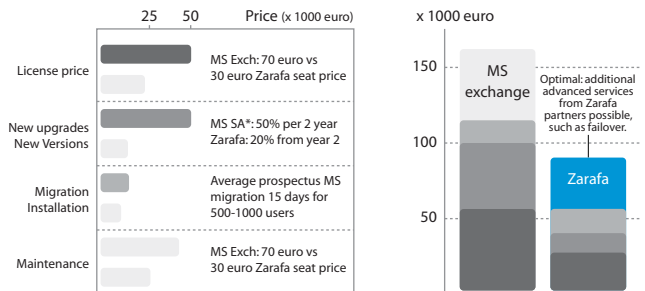 25 50 Price (x 1000 euro)
License price
MS Exch: 70 euro vs
30 euro Zarafa seat price
New upgrades
New Versions
MS SA*: 50% per 2 year
Zarafa: 20% from year 2
Migration
Installation
Average prospectus MS
migration 15 days for
500-1000 users
Maintenance
MS Exch: 70 euro vs
30 euro Zarafa seat price
x 1000 euro
150
100
50
MS
exchange
Optimal: additional
advanced services
from Zarafa
partners possible,
such as failover.
Zarafa